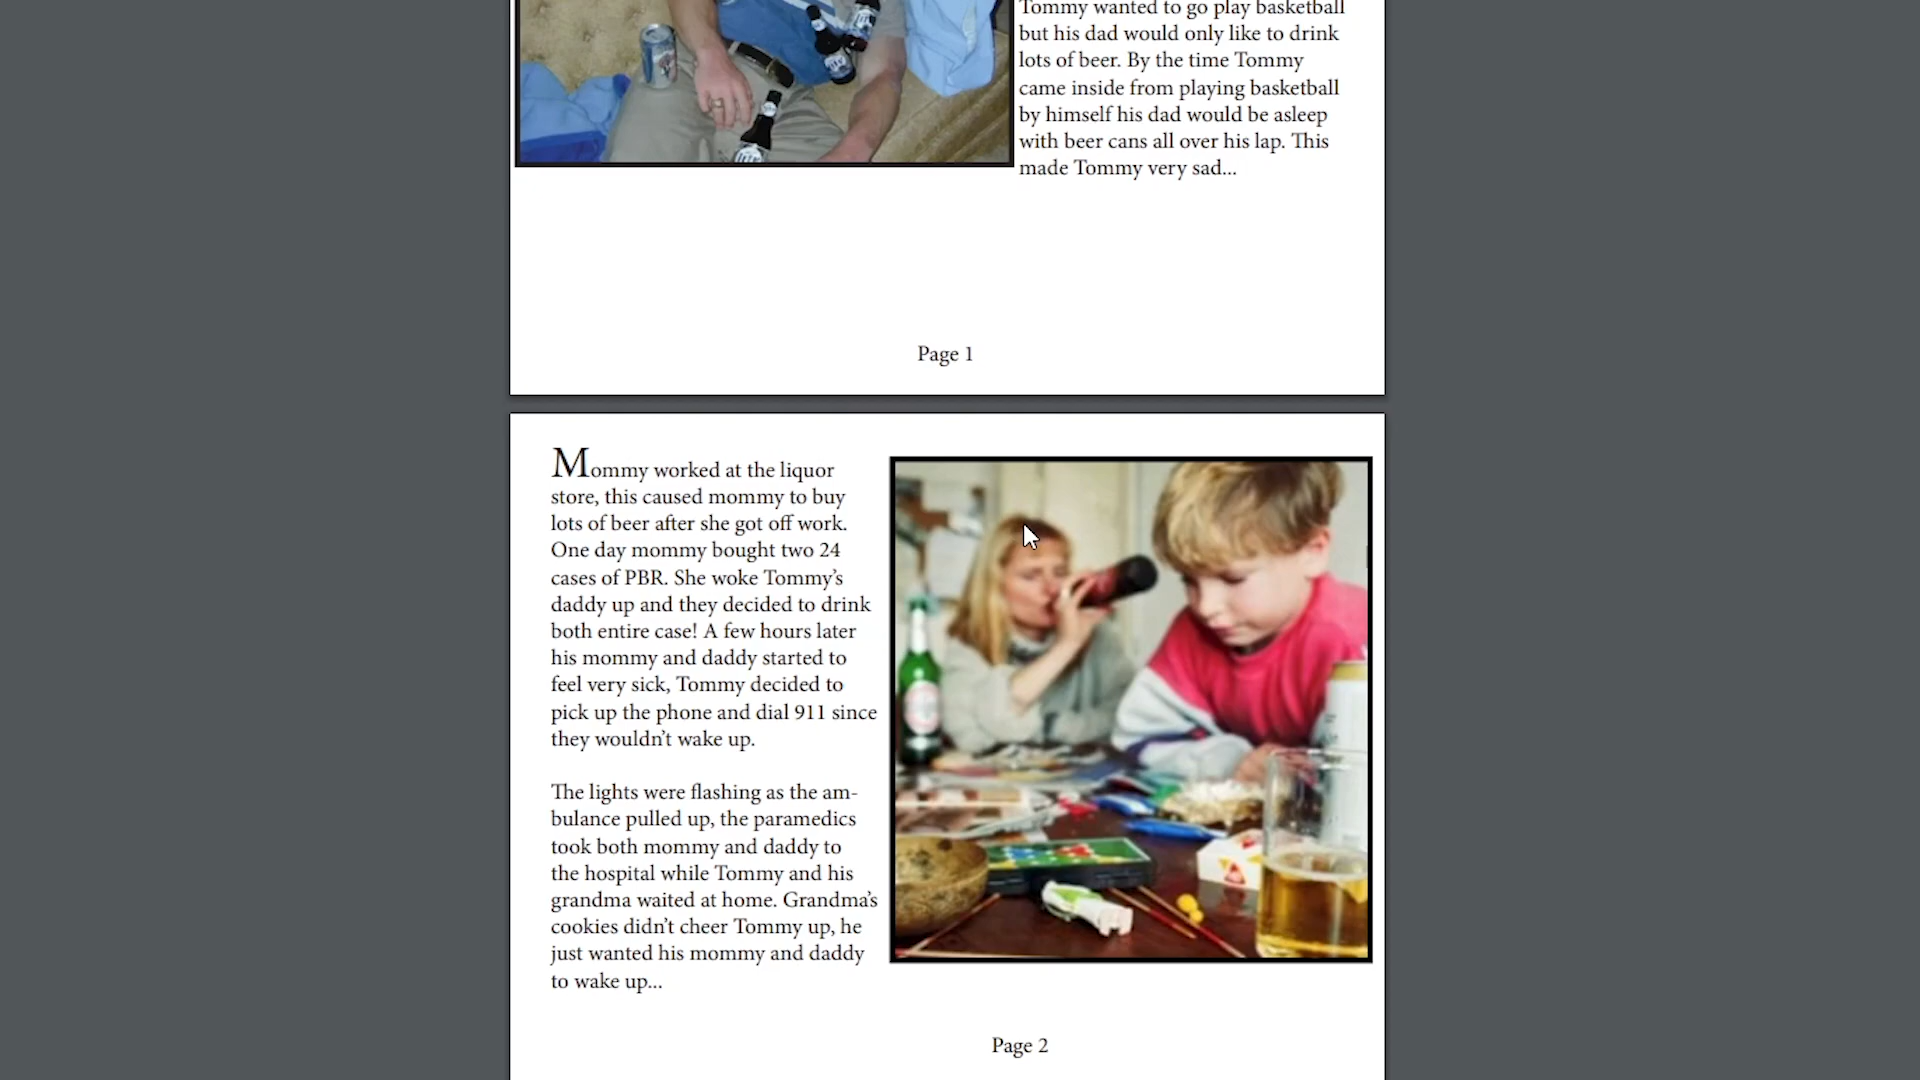 Tommy wanted to go play basketball
but his dad would only like to drink
lots of beer. By the time Tommy
came inside from playing basketball
by himself his dad would be asleep
with beer cans all over his lap. This
made Tommy very sad...
Page 1
Mommy worked at the liquor
store, this caused mommy to buy
lots of beer after she got off work.
One day mommy bought two 24
cases of PBR. She woke Tommy's
daddy up and they decided to drink
both entire case! A few hours later
his mommy and daddy started to
feel very sick, Tommy decided to
pick up the phone and dial 911 since
they wouldn't wake up.
The lights were flashing as the am-
bulance pulled up, the paramedics
took both mommy and daddy to
the hospital while Tommy and his
grandma waited at home. Grandma's
cookies didn't cheer Tommy up, he
just wanted his mommy and daddy
to wake up...
Page 2